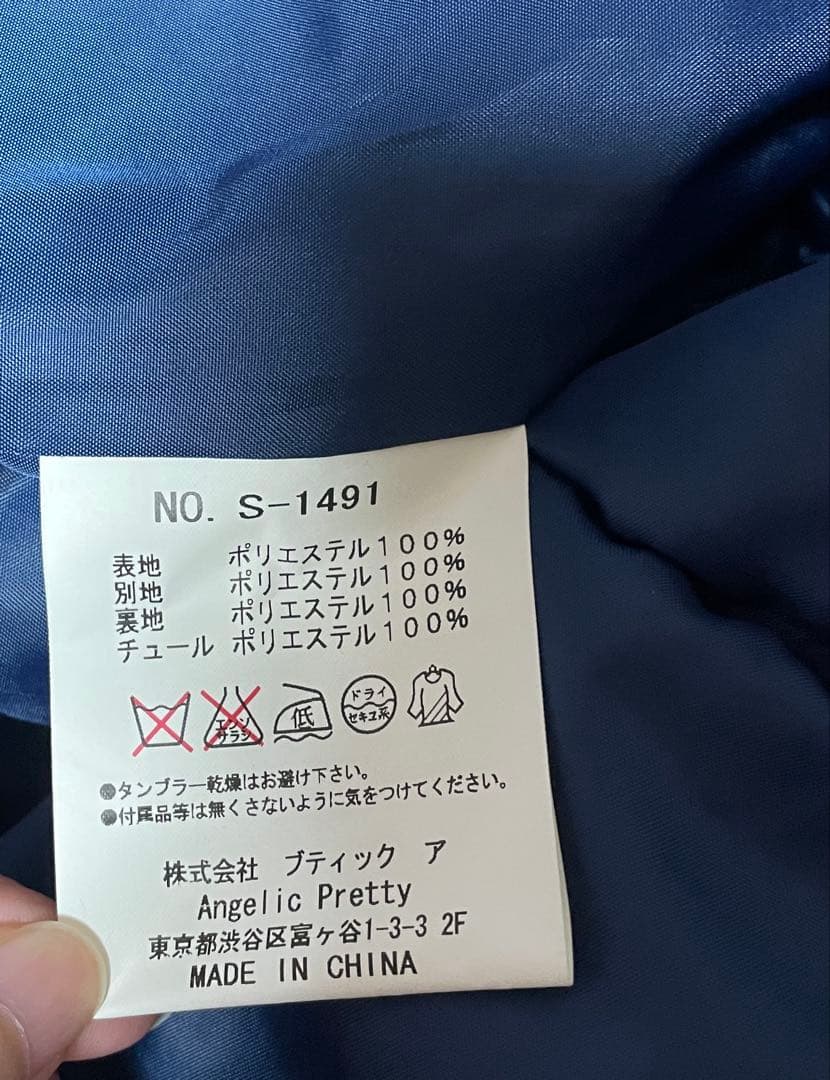 NO. S-1491
表地 ポリエステル100%
別地 ポリエステル100%
裏地 ポリエステル100%
チュール ポリエステル100%
エンソサラシ 低 ドライ セキユ系
●タンブラー乾燥はお避け下さい。
●付属品等は無くさないように気をつけてください。
株式会社 ブティック ア
Angelic Pretty
東京都渋谷区富ヶ谷1-3-3 2F
MADE IN CHINA